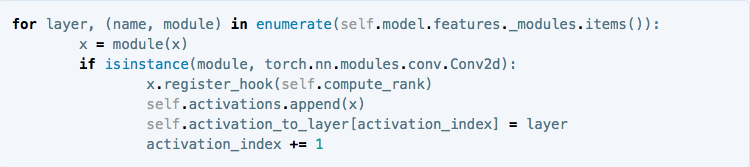 for layer, (name, module) in enumerate(self.model.features._modules.items()):
        x = module(x)
        if isinstance(module, torch.nn.modules.conv.Conv2d):
                x.register_hook(self.compute_rank)
                self.activations.append(x)
                self.activation_to_layer[activation_index] = layer
                activation_index += 1